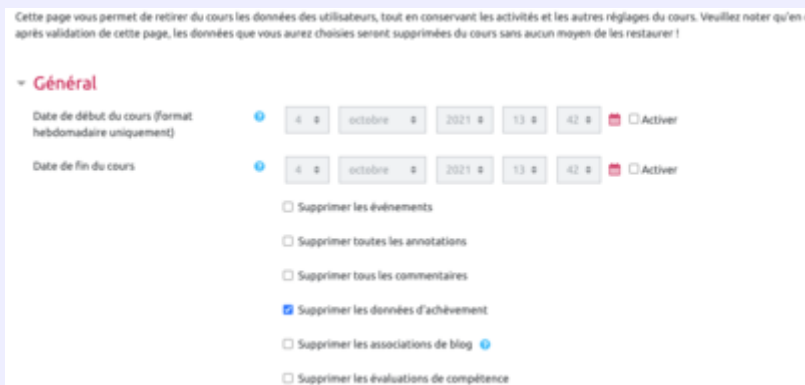 Cette page vous permet de retirer du cours les données des utilisateurs, tout en conservant les activités et les autres réglages du cours. Veuillez noter qu'en
après validation de cette page, les données que vous aurez choisies seront supprimées du cours sans aucun moyen de les restaurer !
Général
Date de début du cours (format
hebdomadaire uniquement)
4 octobre 2021 13 42 Activer
Date de fin du cours 4 octobre 2021 13 42 Activer
Supprimer les événements
Supprimer toutes les annotations
Supprimer tous les commentaires
Supprimer les données d'achèvement
Supprimer les associations de blog
Supprimer les évaluations de compétence